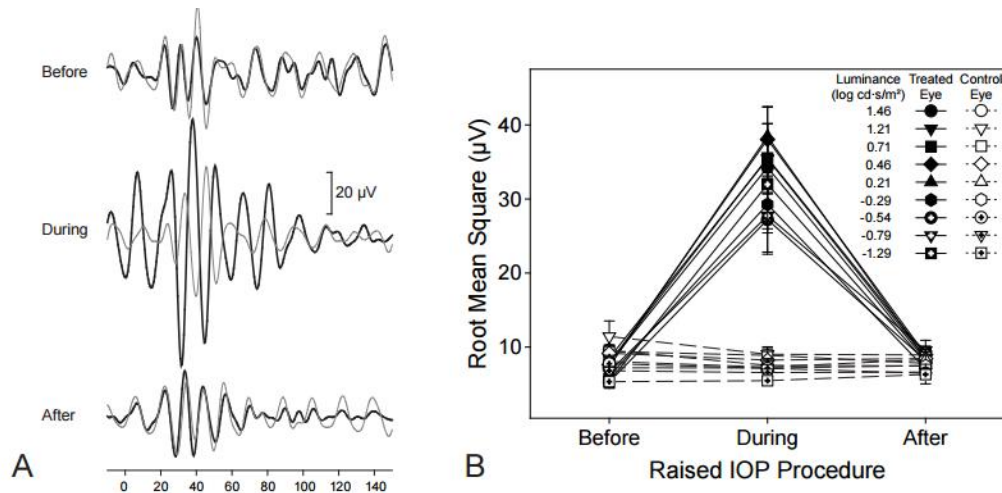 Before
During
After
20 µV
A
0 20 40 60 80 100 120 140
B
Root Mean Square (µV)
40
30
20
10
Before During After
Raised IOP Procedure
Luminance Treated Control
(log cd·s/m²) Eye Eye
1.46
1.21
0.71
0.46
0.21
-0.29
-0.54
-0.79
-1.29